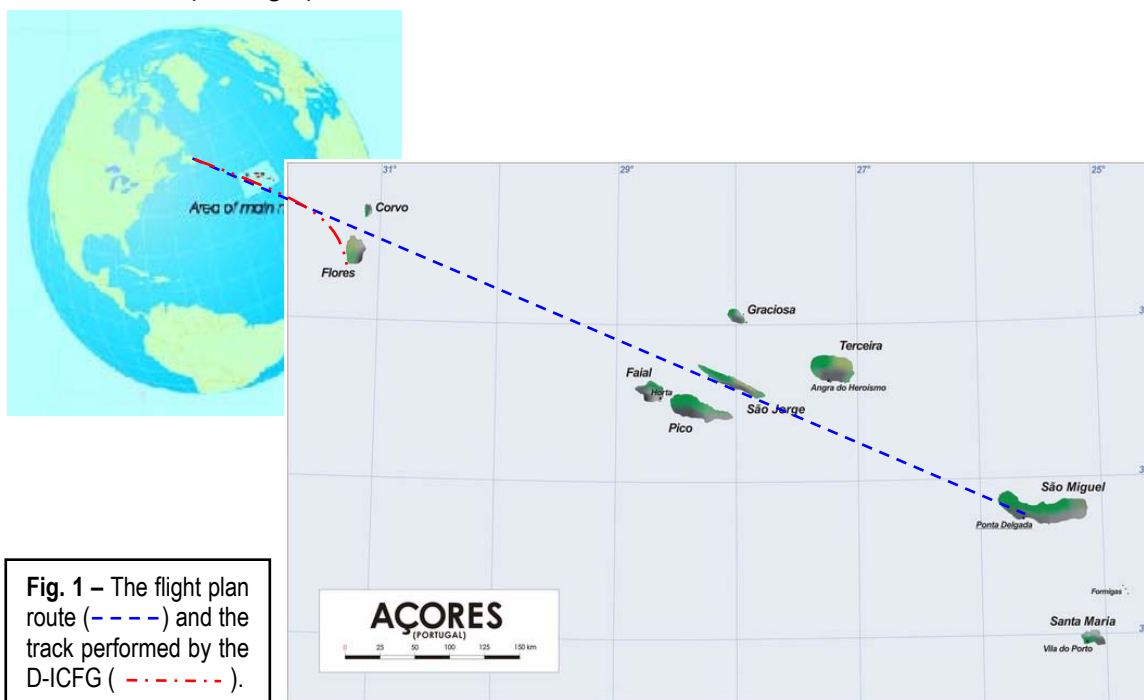 Area of main
31°
29°
27°
25°
Corvo
Flores
Graciosa
Terceira
Angra do Heroísmo
Faial
Horta
Pico
São Jorge
São Miguel
Ponta Delgada
Formigas
Santa Maria
Vila do Porto
AÇORES
(PORTUGAL)
0 25 50 100 125 150 km
Fig. 1 – The flight plan
route (-----) and the
track performed by the
D-ICFG ( -·-·-·-· ).